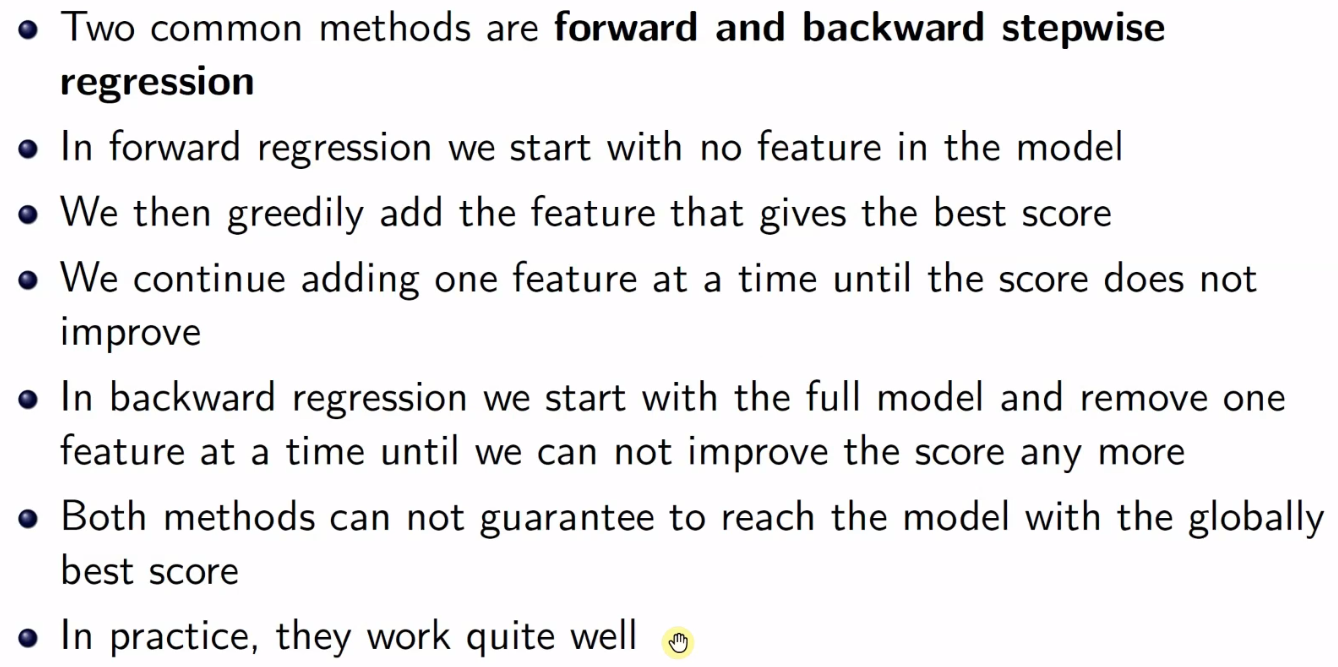 Two common methods are forward and backward stepwise
regression
In forward regression we start with no feature in the model
We then greedily add the feature that gives the best score
We continue adding one feature at a time until the score does not
improve
In backward regression we start with the full model and remove one
feature at a time until we can not improve the score any more
Both methods can not guarantee to reach the model with the globally
best score
In practice, they work quite well